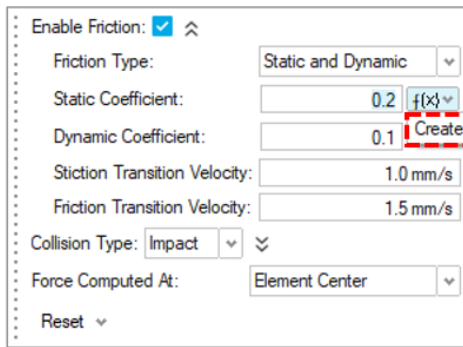 Enable Friction:
Friction Type: Static and Dynamic
Static Coefficient: 0.2 f(x)
Create
Dynamic Coefficient: 0.1
Stiction Transition Velocity: 1.0 mm/s
Friction Transition Velocity: 1.5 mm/s
Collision Type: Impact
Force Computed At: Element Center
Reset